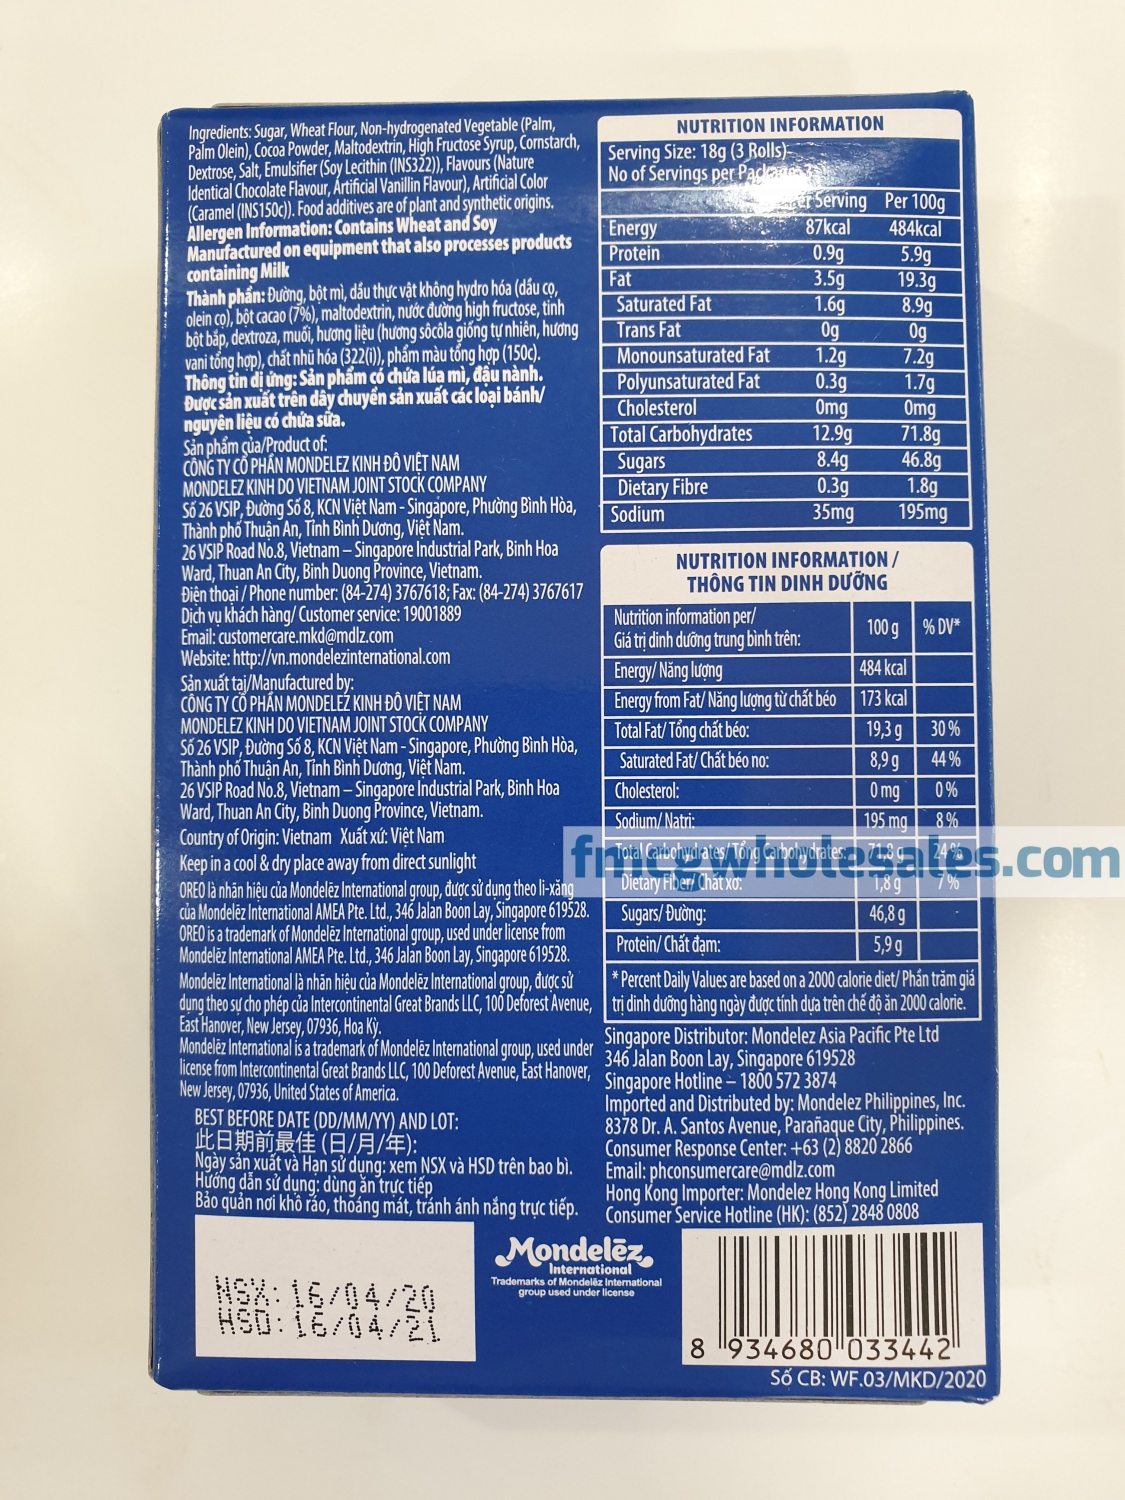 Ingredients: Sugar, Wheat Flour, Non-hydrogenated Vegetable (Palm,
Palm Olein), Cocoa Powder, Maltodextrin, High Fructose Syrup, Cornstarch,
Dextrose, Salt, Emulsifier (Soy Lecithin (INS322)), Flavours (Nature
Identical Chocolate Flavour, Artificial Vanillin Flavour), Artificial Color
(Caramel (INS150c)). Food additives are of plant and synthetic origins.
Allergen Information: Contains Wheat and Soy
Manufactured on equipment that also processes products
containing Milk
Thành phần: Đường, bột mì, dầu thực vật không hydro hóa (dầu cọ,
olein cọ), bột cacao (7%), maltodextrin, nước đường high fructose, tinh
bột bắp, dextroza, muối, hương liệu (hương sôcôla giống tự nhiên, hương
vani tổng hợp), chất nhũ hóa (322(i)), phẩm màu tổng hợp (150c).
Thông tin dị ứng: Sản phẩm có chứa lúa mì, đậu nành.
Được sản xuất trên dây chuyền sản xuất các loại bánh/
nguyên liệu có chứa sữa.
Sản phẩm của/Product of:
CÔNG TY CỔ PHẦN MONDELEZ KINH ĐÔ VIỆT NAM
MONDELEZ KINH DO VIETNAM JOINT STOCK COMPANY
Số 26 VSIP, Đường Số 8, KCN Việt Nam - Singapore, Phường Bình Hòa,
Thành phố Thuận An, Tỉnh Bình Dương, Việt Nam.
26 VSIP Road No.8, Vietnam – Singapore Industrial Park, Binh Hoa
Ward, Thuan An City, Binh Duong Province, Vietnam.
Điện thoại / Phone number: (84-274) 3767618; Fax: (84-274) 3767617
Dịch vụ khách hàng/ Customer service: 19001889
Email: customercare.mkd@mdlz.com
Website: http://vn.mondelezinternational.com
Sản xuất tại/Manufactured by:
CÔNG TY CỔ PHẦN MONDELEZ KINH ĐÔ VIỆT NAM
MONDELEZ KINH DO VIETNAM JOINT STOCK COMPANY
Số 26 VSIP, Đường Số 8, KCN Việt Nam - Singapore, Phường Bình Hòa,
Thành phố Thuận An, Tỉnh Bình Dương, Việt Nam.
26 VSIP Road No.8, Vietnam – Singapore Industrial Park, Binh Hoa
Ward, Thuan An City, Binh Duong Province, Vietnam.
Country of Origin: Vietnam Xuất xứ: Việt Nam
Keep in a cool & dry place away from direct sunlight
OREO là nhãn hiệu của Mondelēz International group, được sử dụng theo li-xăng
của Mondelēz International AMEA Pte. Ltd., 346 Jalan Boon Lay, Singapore 619528.
OREO is a trademark of Mondelēz International group, used under license from
Mondelēz International AMEA Pte. Ltd., 346 Jalan Boon Lay, Singapore 619528.
Mondelēz International là nhãn hiệu của Mondelēz International group, được sử
dụng theo sự cho phép của Intercontinental Great Brands LLC, 100 Deforest Avenue,
East Hanover, New Jersey, 07936, Hoa Kỳ.
Mondelēz International is a trademark of Mondelēz International group, used under
license from Intercontinental Great Brands LLC, 100 Deforest Avenue, East Hanover,
New Jersey, 07936, United States of America.
BEST BEFORE DATE (DD/MM/YY) AND LOT:
此日期前最佳 (日/月/年):
Ngày sản xuất và Hạn sử dụng: xem NSX và HSD trên bao bì.
Hướng dẫn sử dụng: dùng ăn trực tiếp
Bảo quản nơi khô ráo, thoáng mát, tránh ánh nắng trực tiếp.
NSX: 16/04/20
HSD: 16/04/21
NUTRITION INFORMATION
Serving Size: 18g (3 Rolls)
No of Servings per
Serving Per 100g
Energy 87kcal 484kcal
Protein 0.9g 5.9g
Fat 3.5g 19.3g
Saturated Fat 1.6g 8.9g
Trans Fat 0g 0g
Monounsaturated Fat 1.2g 7.2g
Polyunsaturated Fat 0.3g 1.7g
Cholesterol 0mg 0mg
Total Carbohydrates 12.9g 71.8g
Sugars 8.4g 46.8g
Dietary Fibre 0.3g 1.8g
Sodium 35mg 195mg
NUTRITION INFORMATION /
THÔNG TIN DINH DƯỠNG
Nutrition information per/
Giá trị dinh dưỡng trung bình trên: 100 g % DV*
Energy/ Năng lượng 484 kcal
Energy from Fat/ Năng lượng từ chất béo 173 kcal
Total Fat/ Tổng chất béo: 19,3 g 30 %
Saturated Fat/ Chất béo no: 8,9 g 44 %
Cholesterol: 0 mg 0 %
Sodium/ Natri: 195 mg 8 %
Total Carbohydrates/ Tổng Carbohydrates: 71,8 g 24 %
fmcgwholesales.com
Dietary Fiber/ Chất xơ: 1,8 g 7 %
Sugars/ Đường: 46,8 g
Protein/ Chất đạm: 5,9 g
* Percent Daily Values are based on a 2000 calorie diet/ Phần trăm giá
trị dinh dưỡng hàng ngày được tính dựa trên chế độ ăn 2000 calorie.
Singapore Distributor: Mondelez Asia Pacific Pte Ltd
346 Jalan Boon Lay, Singapore 619528
Singapore Hotline – 1800 572 3874
Imported and Distributed by: Mondelez Philippines, Inc.
8378 Dr. A. Santos Avenue, Parañaque City, Philippines.
Consumer Response Center: +63 (2) 8820 2866
Email: phconsumercare@mdlz.com
Hong Kong Importer: Mondelez Hong Kong Limited
Consumer Service Hotline (HK): (852) 2848 0808
Mondelēz
International
Trademarks of Mondelēz International
group used under license
8 934680 033442
Số CB: WF.03/MKD/2020